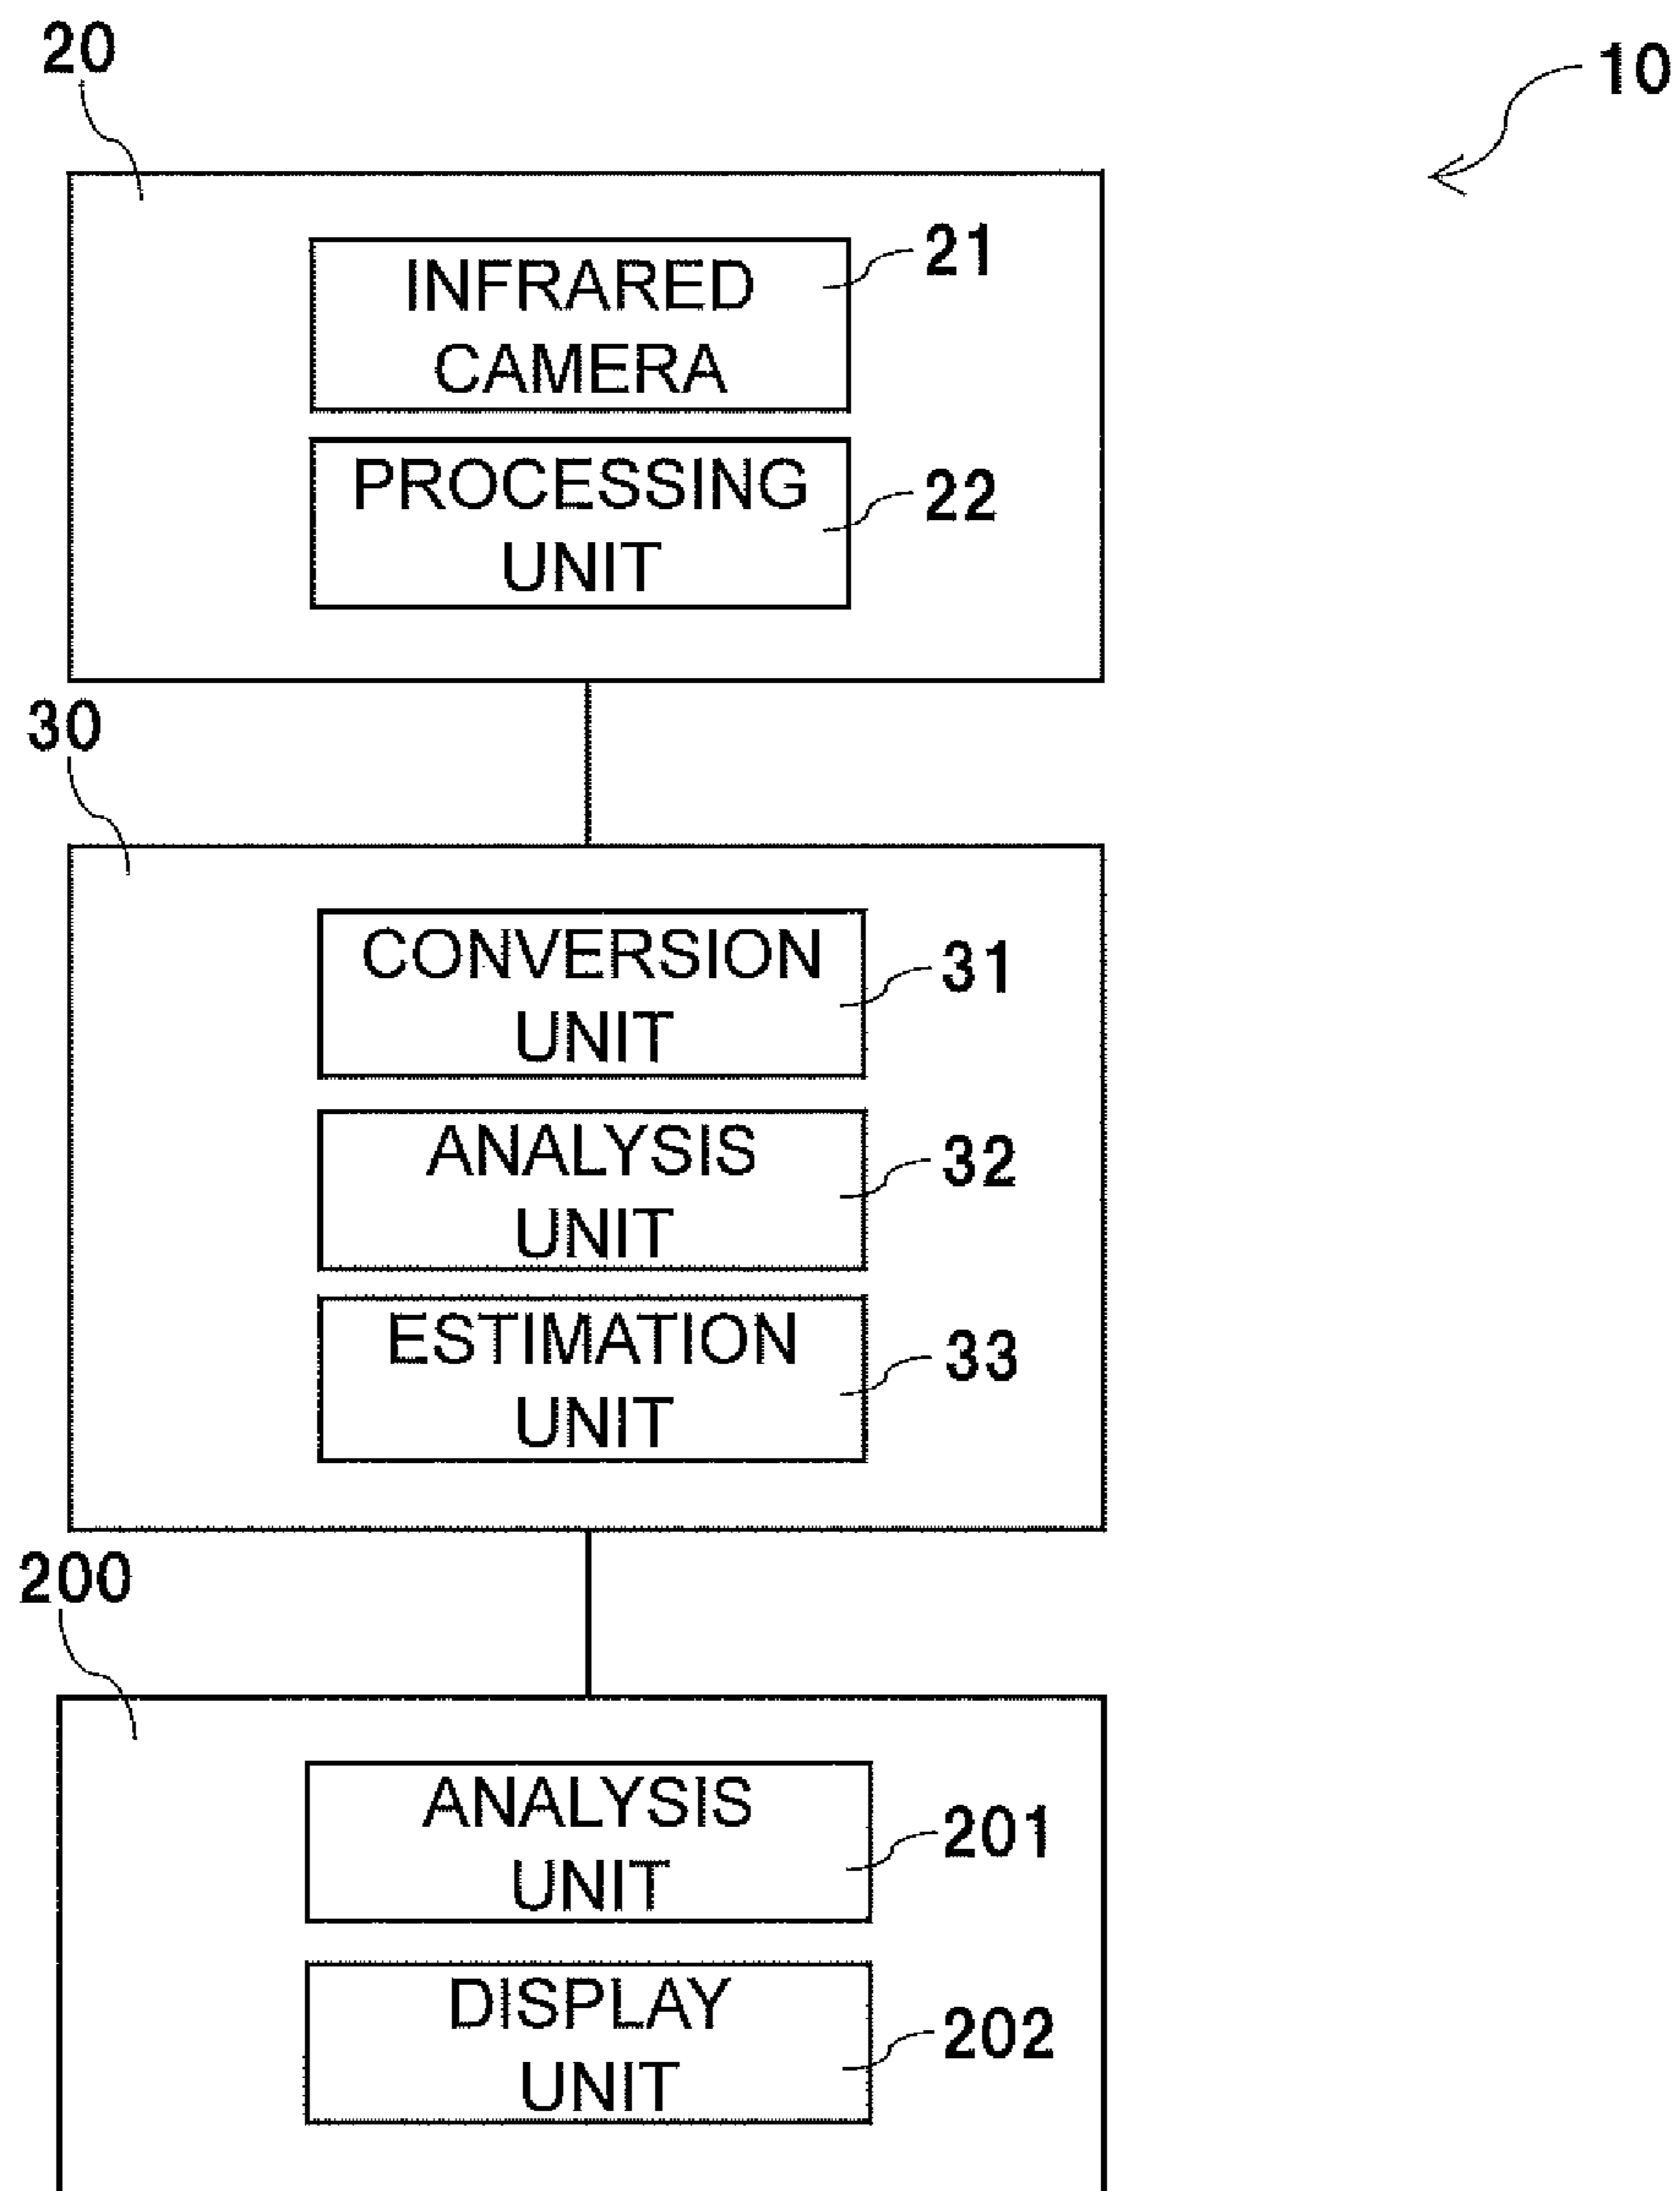 20
10
INFRARED
CAMERA
21
PROCESSING
UNIT
22
30
CONVERSION
UNIT
31
ANALYSIS
UNIT
32
ESTIMATION
UNIT
33
200
ANALYSIS
UNIT
201
DISPLAY
UNIT
202